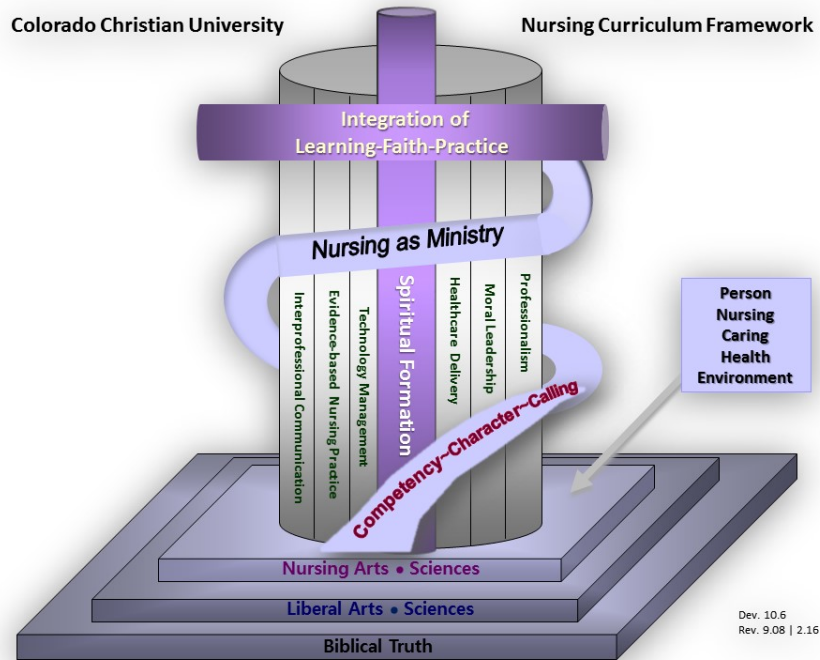 Colorado Christian University
Nursing Curriculum Framework
Integration of
Learning-Faith-Practice
Nursing as Ministry
Interprofessional Communication
Evidence-based Nursing Practice
Technology Management
Spiritual Formation
Healthcare Delivery
Moral Leadership
Professionalism
Person
Nursing
Caring
Health
Environment
Competency~Character~Calling
Nursing Arts • Sciences
Liberal Arts • Sciences
Biblical Truth
Dev. 10.6
Rev. 9.08 | 2.16